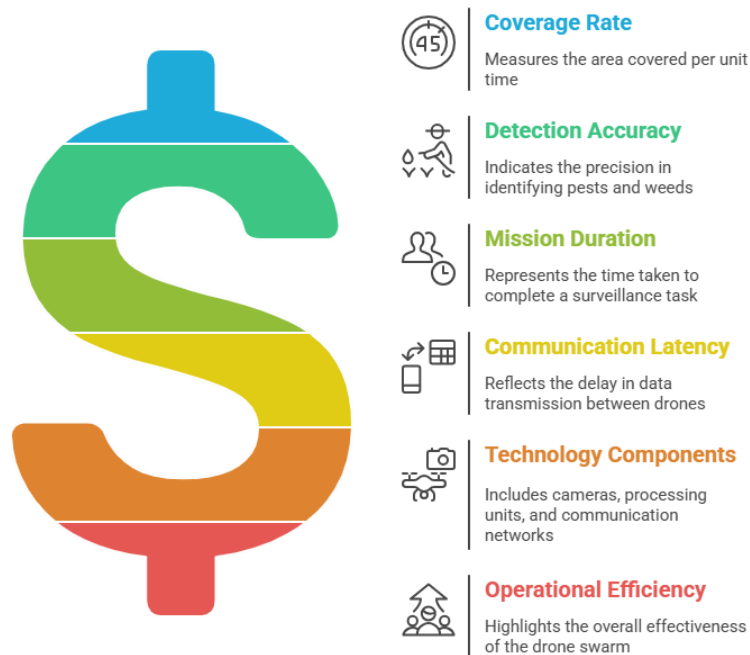 45
Coverage Rate
Measures the area covered per unit
time
Detection Accuracy
Indicates the precision in
identifying pests and weeds
Mission Duration
Represents the time taken to
complete a surveillance task
Communication Latency
Reflects the delay in data
transmission between drones
Technology Components
Includes cameras, processing
units, and communication
networks
Operational Efficiency
Highlights the overall effectiveness
of the drone swarm